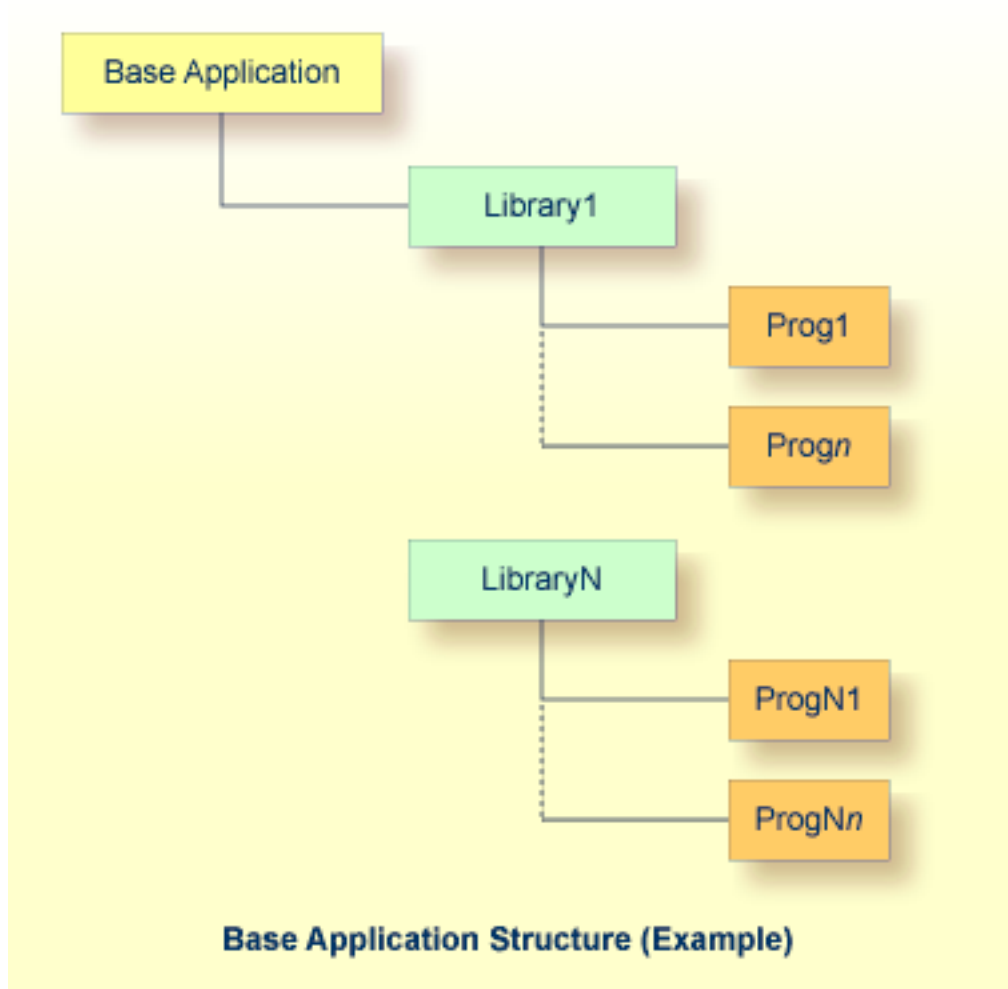 Base Application
Library1
Prog1
Progn
LibraryN
ProgN1
ProgNn
Base Application Structure (Example)